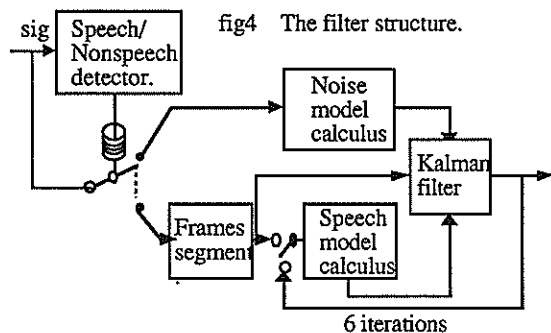 fig4 The filter structure.
sig
Speech/
Nonspeech
detector.
Noise
model
calculus
Kalman
filter
Frames
segment
Speech
model
calculus
6 iterations